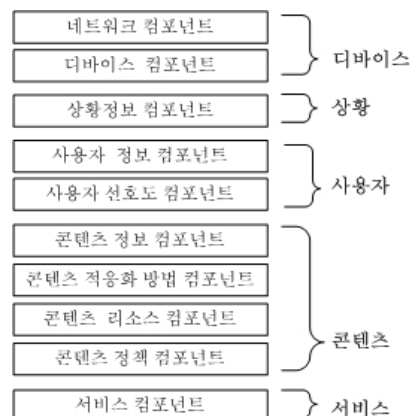 네트워크 컴포넌트
디바이스 컴포넌트
디바이스
상황정보 컴포넌트
상황
사용자 정보 컴포넌트
사용자 선호도 컴포넌트
사용자
콘텐츠 정보 컴포넌트
콘텐츠 적응화 방법 컴포넌트
콘텐츠 리소스 컴포넌트
콘텐츠 정책 컴포넌트
콘텐츠
서비스 컴포넌트
서비스